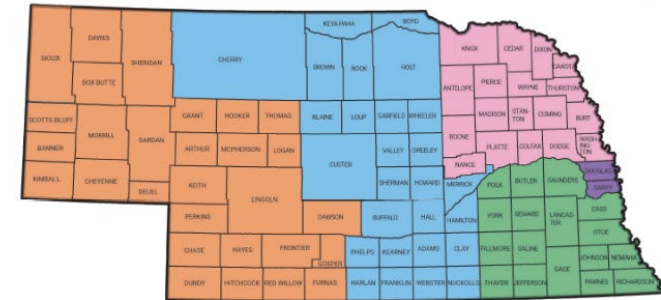 SIOUX
DAWES
SHERIDAN
BOX BUTTE
SCOTTS BLUFF
MORRILL
GARDEN
BANNER
KIMBALL
CHEYENNE
DEUEL
CHERRY
KEYA PAHA
BOYD
BROWN
ROCK
HOLT
GRANT
HOOKER
THOMAS
BLAINE
LOUP
GARFIELD
WHEELER
ARTHUR
MCPHERSON
LOGAN
CUSTER
VALLEY
GREELEY
SHERMAN
HOWARD
KEITH
LINCOLN
PERKINS
DAWSON
BUFFALO
HALL
MERRICK
HAMILTON
CHASE
HAYES
FRONTIER
GOSPER
PHELPS
KEARNEY
ADAMS
CLAY
DUNDY
HITCHCOCK
RED WILLOW
FURNAS
HARLAN
FRANKLIN
WEBSTER
NUCKOLLS
KNOX
CEDAR
DIXON
DAKOTA
ANTELOPE
PIERCE
WAYNE
THURSTON
MADISON
STAN-
TON
CUMING
BURT
BOONE
PLATTE
COLFAX
DODGE
WASH-
ING-
TON
NANCE
DOUGLAS
SARPY
POLK
BUTLER
SAUNDERS
CASS
YORK
SEWARD
LANCAS-
TER
OTOE
FILLMORE
SALINE
GAGE
JOHNSON
NEMAHA
THAYER
JEFFERSON
PAWNEE
RICHARDSON